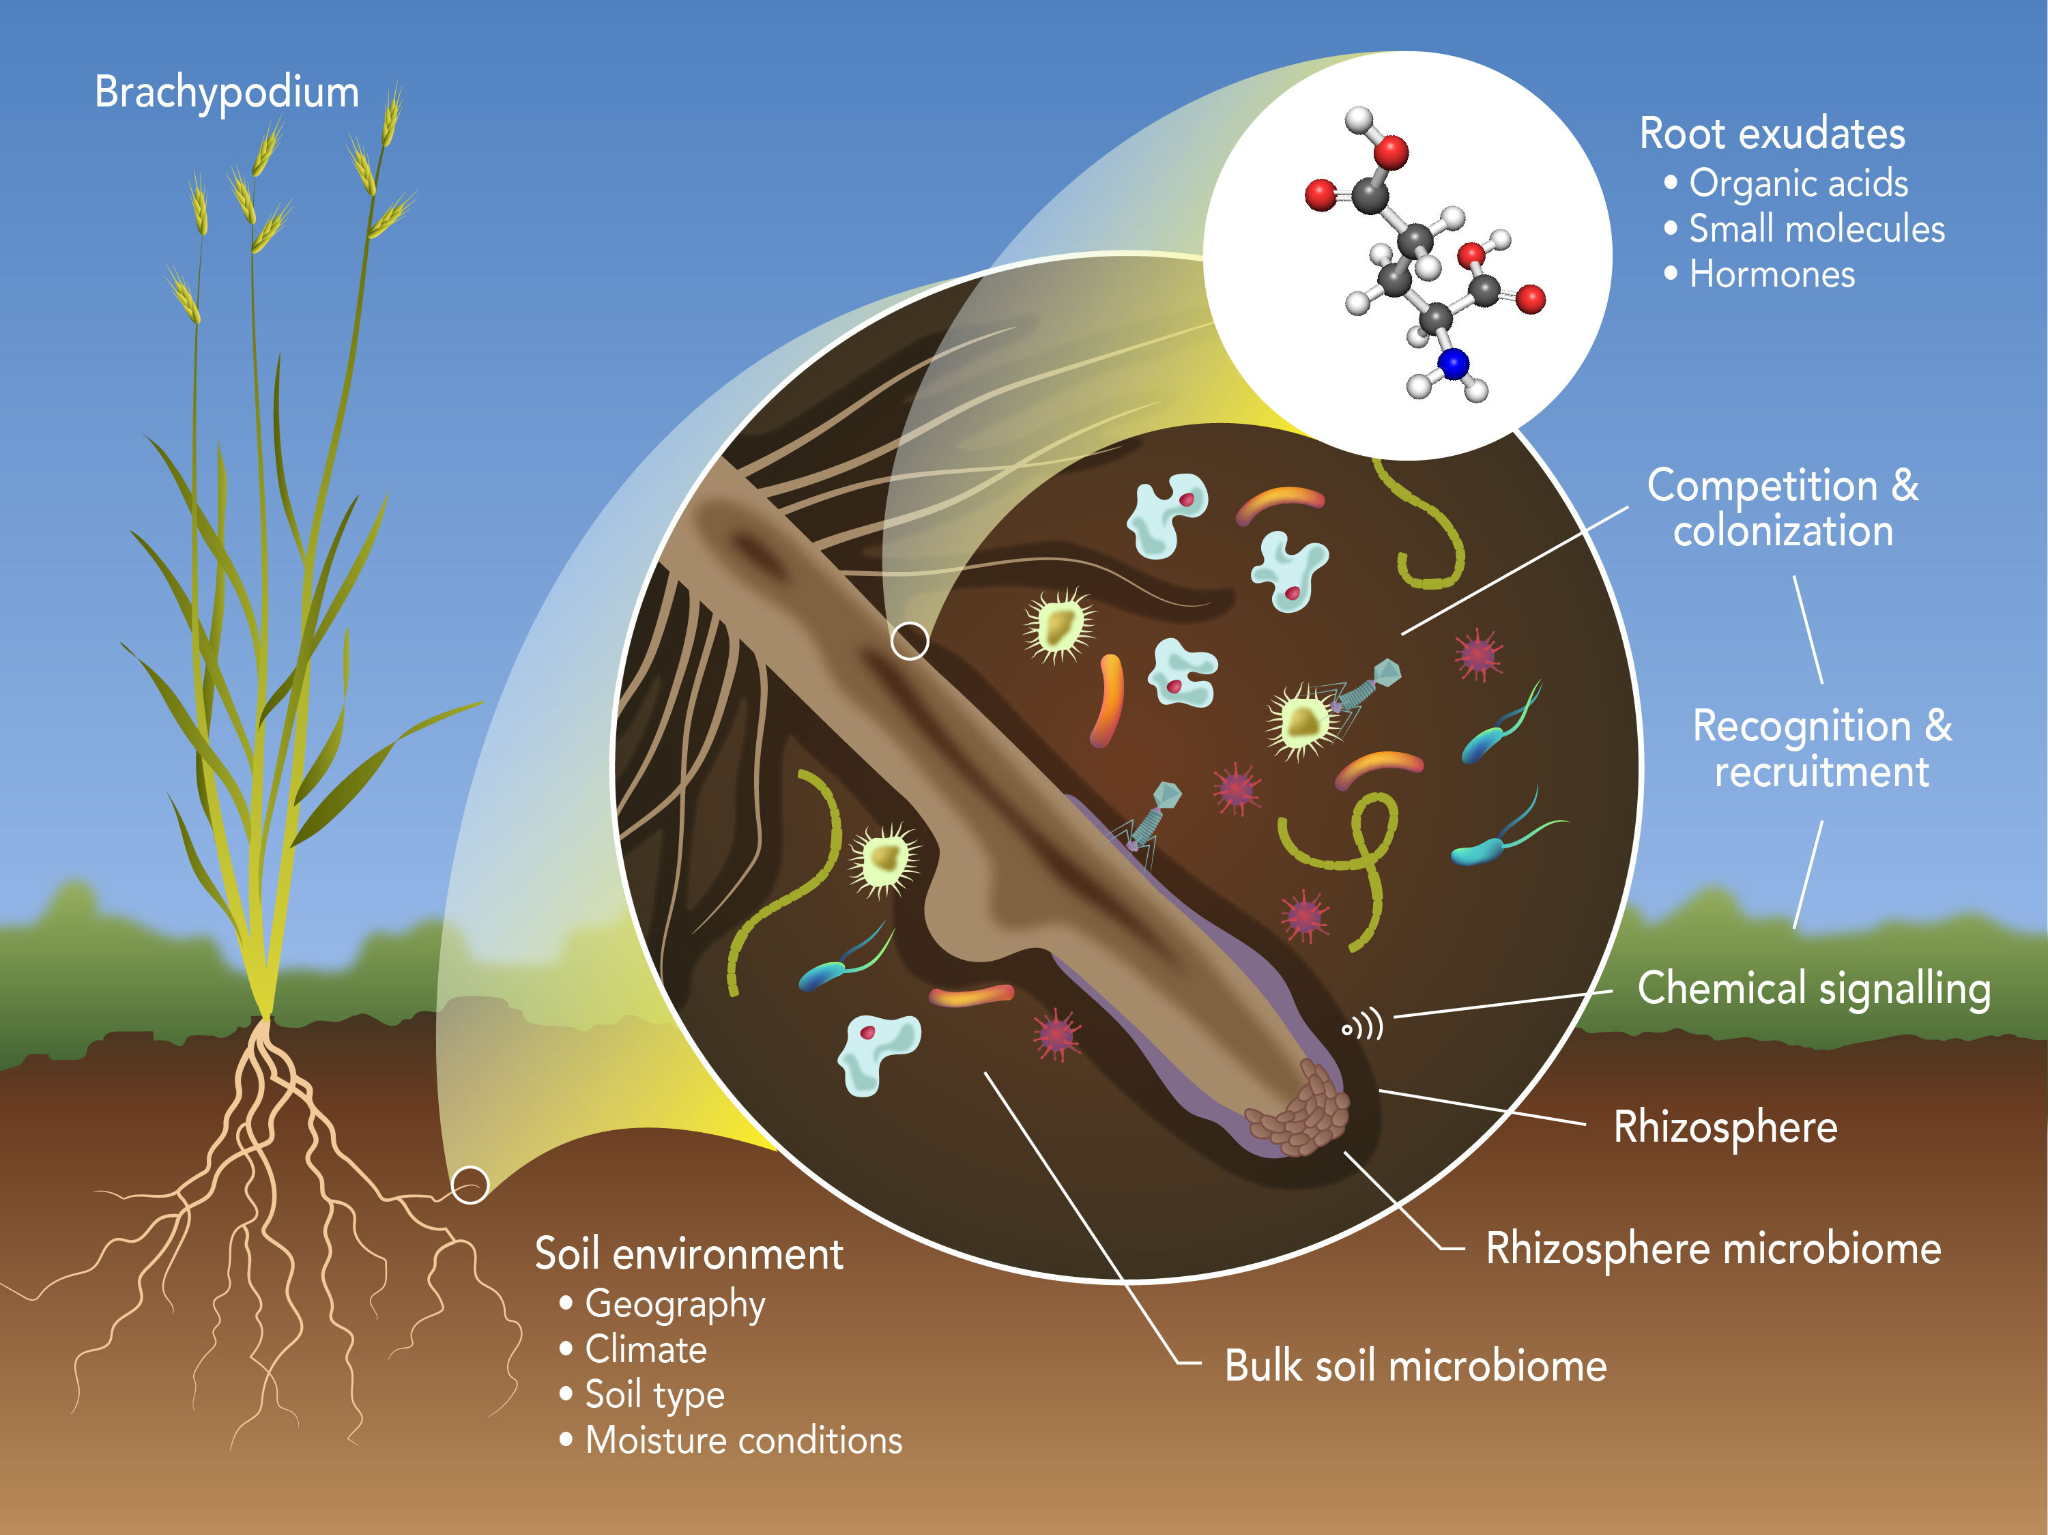 Brachypodium
Root exudates
• Organic acids
• Small molecules
• Hormones
Competition &
colonization
Recognition &
recruitment
Chemical signalling
Rhizosphere
Rhizosphere microbiome
Bulk soil microbiome
Soil environment
• Geography
• Climate
• Soil type
• Moisture conditions